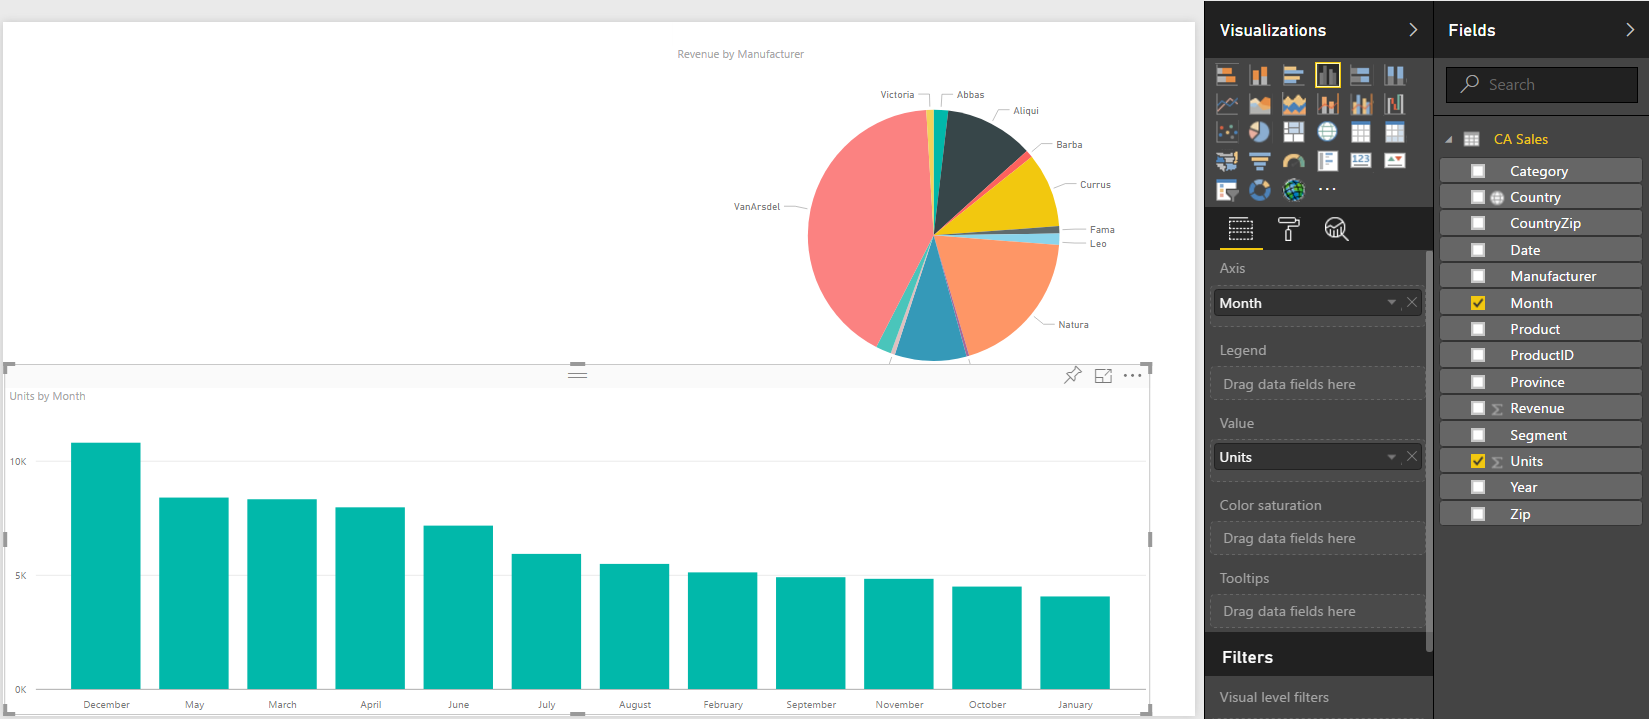 Revenue by Manufacturer
Victoria
Abbas
Aliqui
Barba
Currus
VanArsdel
Fama
Leo
Natura
Units by Month
10K
5K
0K
December
May
March
April
June
July
August
February
September
November
October
January
Visualizations
123
Axis
Month
Legend
Drag data fields here
Value
Units
Color saturation
Drag data fields here
Tooltips
Drag data fields here
Filters
Visual level filters
Fields
Search
CA Sales
Category
Country
CountryZip
Date
Manufacturer
Month
Product
ProductID
Province
Revenue
Segment
Units
Year
Zip